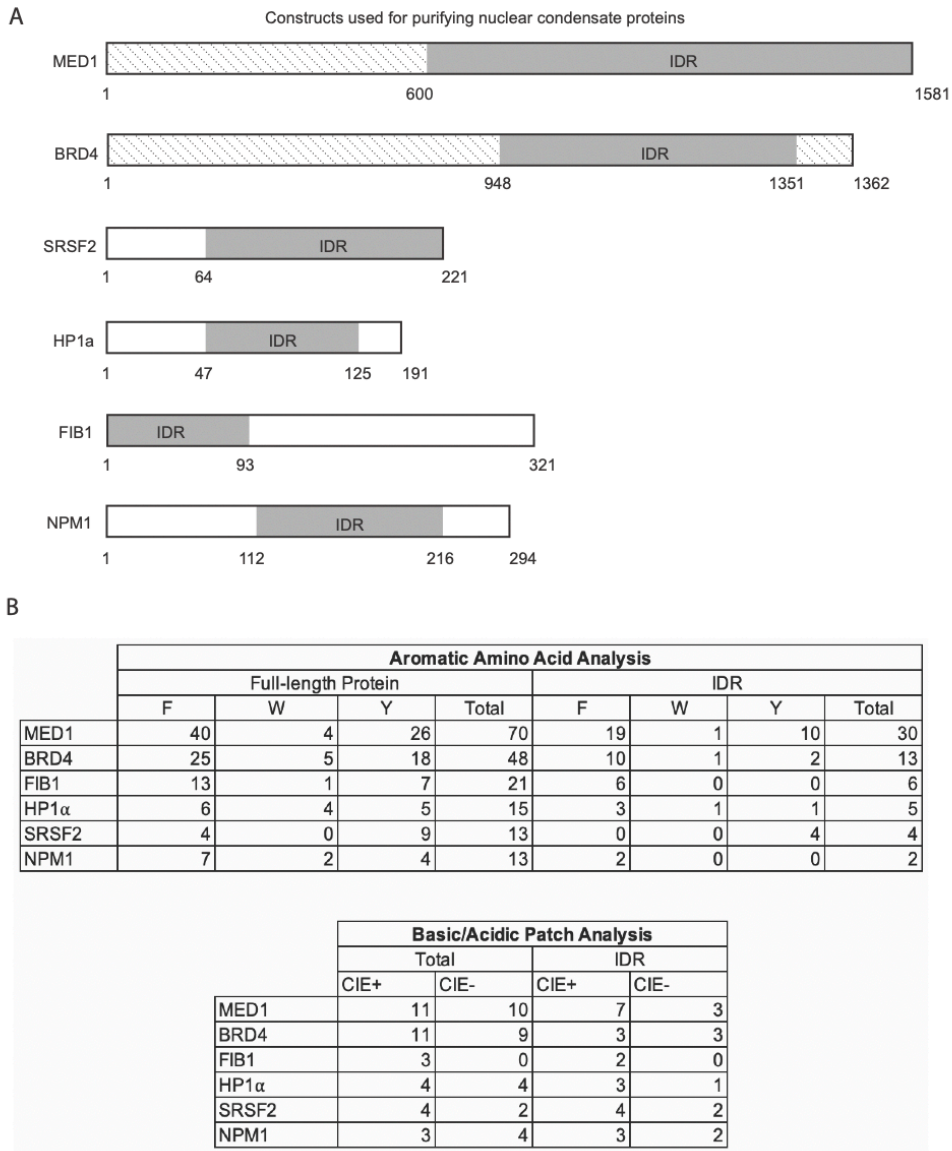 A
Constructs used for purifying nuclear condensate proteins
MED1 IDR
1 600 1581
BRD4 IDR
1 948 1351 1362
SRSF2 IDR
1 64 221
HP1a IDR
1 47 125 191
FIB1 IDR
1 93 321
NPM1 IDR
1 112 216 294
B
Aromatic Amino Acid Analysis
Full-length Protein IDR
F W Y Total F W Y Total
MED1 40 4 26 70 19 1 10 30
BRD4 25 5 18 48 10 1 2 13
FIB1 13 1 7 21 6 0 0 6
HP1α 6 4 5 15 3 1 1 5
SRSF2 4 0 9 13 0 0 4 4
NPM1 7 2 4 13 2 0 0 2
Basic/Acidic Patch Analysis
Total IDR
CIE+ CIE- CIE+ CIE-
MED1 11 10 7 3
BRD4 11 9 3 3
FIB1 3 0 2 0
HP1α 4 4 3 1
SRSF2 4 2 4 2
NPM1 3 4 3 2